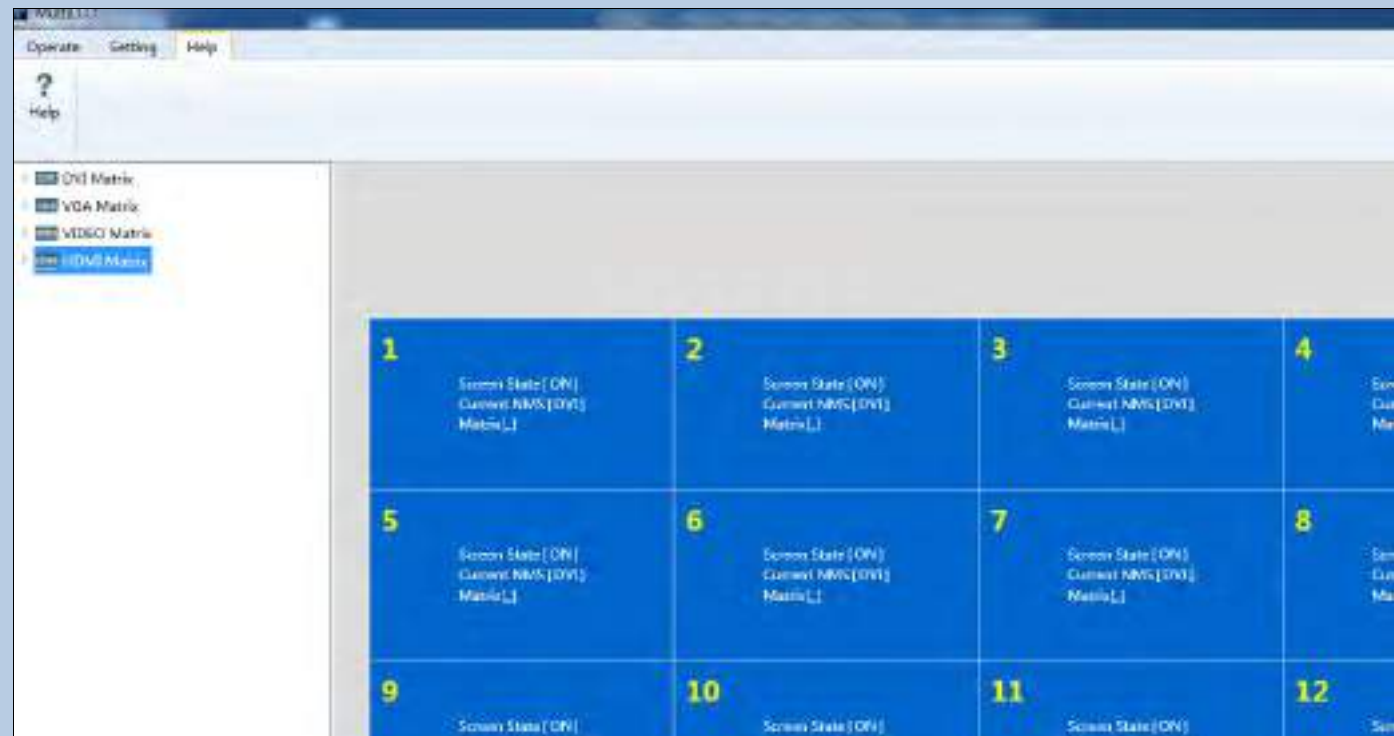 Operate Setting Help
?
Help
DVI Matrix
VGA Matrix
VIDEO Matrix
HDMI Matrix
1 2 3 4
Screen State[ON] Screen State[ON] Screen State[ON]
Current NMS[DVI] Current NMS[DVI] Current NMS[DVI]
Matrix[,] Matrix[,] Matrix[,]
5 6 7 8
Screen State[ON] Screen State[ON] Screen State[ON]
Current NMS[DVI] Current NMS[DVI] Current NMS[DVI]
Matrix[,] Matrix[,] Matrix[,]
9 10 11 12
Screen State[ON] Screen State[ON] Screen State[ON]